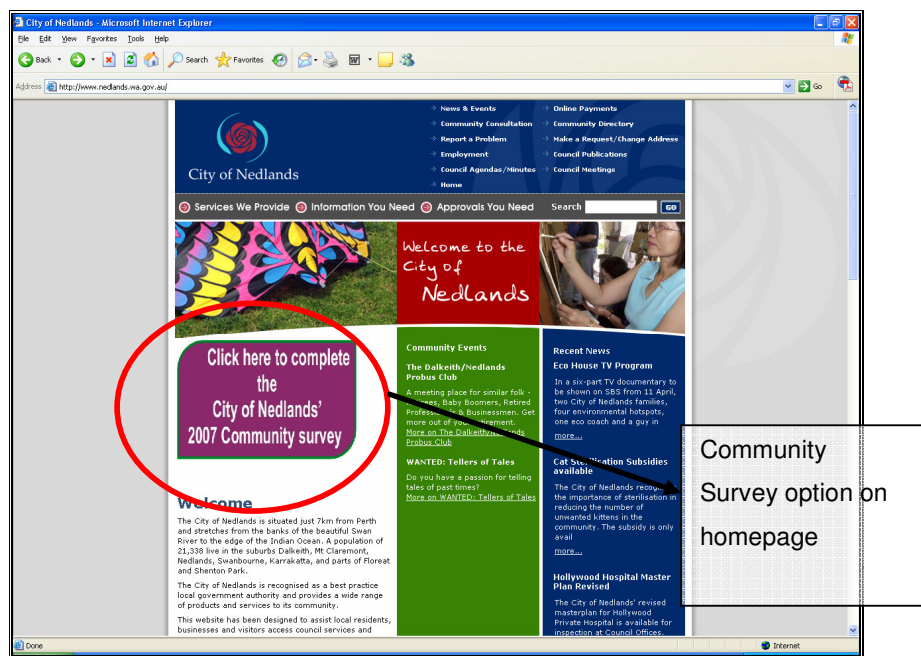 City of Nedlands - Microsoft Internet Explorer
File Edit View Favorites Tools Help
Back Search Favorites
Address http://www.nedlands.wa.gov.au/ Go
News & Events
Community Consultation
Report a Problem
Employment
Council Agendas/Minutes
Home
Online Payments
Community Directory
Make a Request/Change Address
Council Publications
Council Meetings
City of Nedlands
Services We Provide Information You Need Approvals You Need Search GO
Welcome to the
City of
Nedlands
Click here to complete
the
City of Nedlands'
2007 Community survey
Welcome
The City of Nedlands is situated just 7km from Perth
and stretches from the banks of the beautiful Swan
River to the edge of the Indian Ocean. A population of
21,338 live in the suburbs Dalkeith, Mt Claremont,
Nedlands, Swanbourne, Karrakatta, and parts of Floreat
and Shenton Park.
The City of Nedlands is recognised as a best practice
local government authority and provides a wide range
of products and services to its community.
This website has been designed to assist local residents,
businesses and visitors access council services and
Community Events
The Dalkeith/Nedlands
Probus Club
A meeting place for similar folk -
Baby Boomers, Retired
& Businessmen. Get
more out of your retirement.
More on The Dalkeith/Nedlands
Probus Club
WANTED: Tellers of Tales
Do you have a passion for telling
tales of past times?
More on WANTED: Tellers of Tales
Recent News
Eco House TV Program
In a six-part TV documentary to
be shown on SBS from 11 April,
two City of Nedlands families,
four environmental hotspots,
one eco coach and a guy in
more...
Cat Sterilisation Subsidies
available
The City of Nedlands
the importance of sterilisation in
reducing the number of
unwanted kittens in the
community. The subsidy is only
avail
more...
Hollywood Hospital Master
Plan Revised
The City of Nedlands' revised
masterplan for Hollywood
Private Hospital is available for
inspection at Council Offices.
Community
Survey option on
homepage
Done Internet